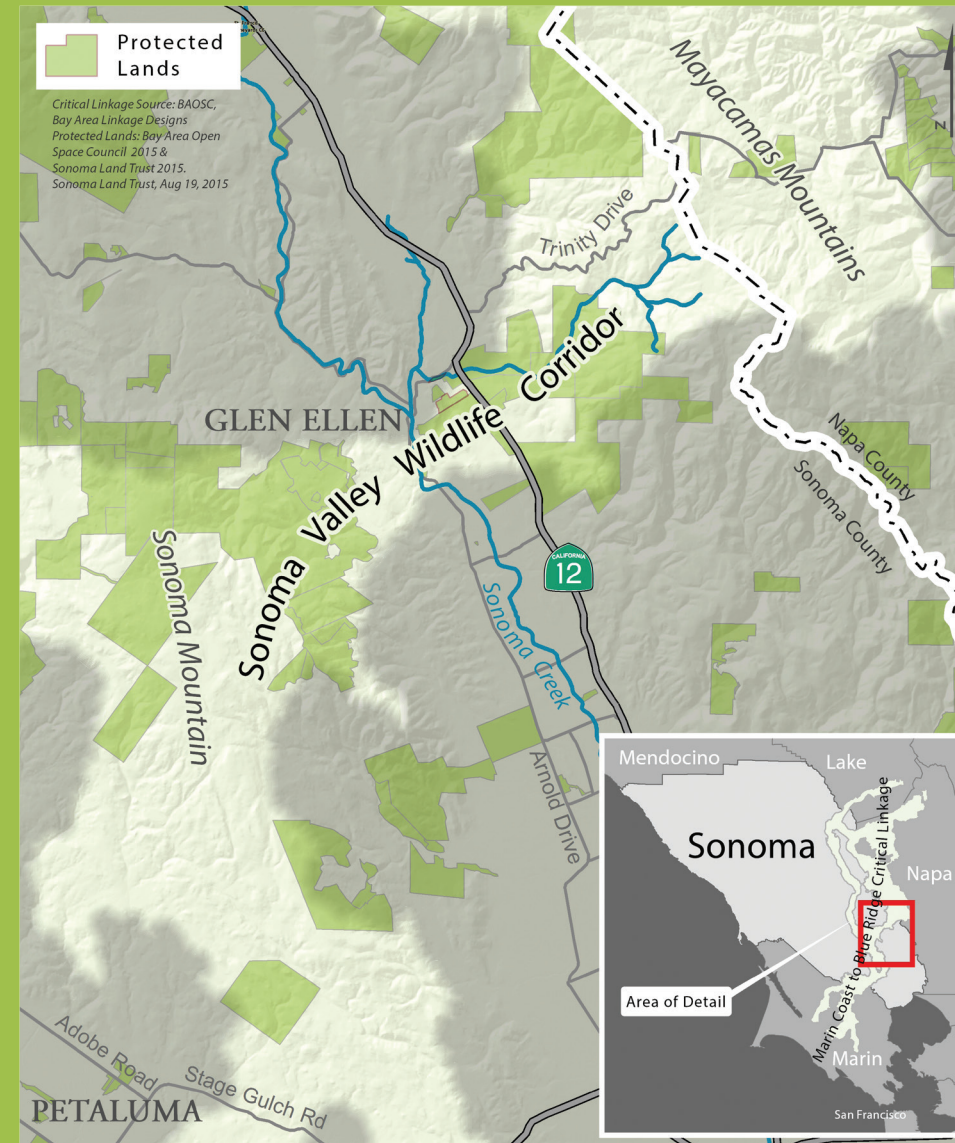 Protected
Lands
Critical Linkage Source: BAOSC,
Bay Area Linkage Designs
Protected Lands: Bay Area Open
Space Council 2015 &
Sonoma Land Trust 2015.
Sonoma Land Trust, Aug 19, 2015
Mayacamas Mountains
N
Trinity Drive
Sonoma Valley Wildlife Corridor
GLEN ELLEN
Napa County
Sonoma County
Sonoma Mountain
CALIFORNIA
12
Sonoma Creek
Arnold Drive
Adobe Road
Stage Gulch Rd
PETALUMA
Mendocino
Lake
Sonoma
Napa
Marin Coast to Blue Ridge Critical Linkage
Area of Detail
Marin
San Francisco